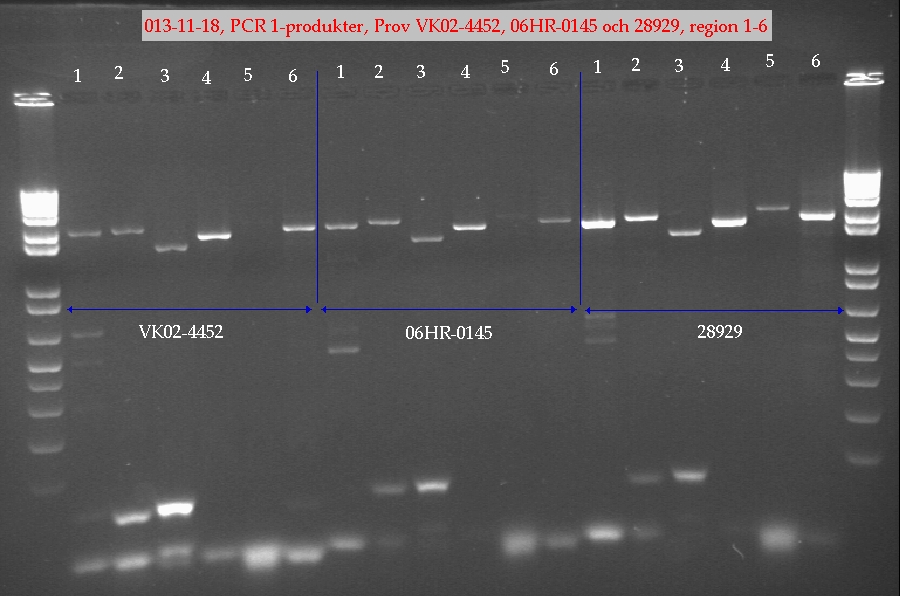 013-11-18, PCR 1-produkter, Prov VK02-4452, 06HR-0145 och 28929, region 1-6
1 2 3 4 5 6 1 2 3 4 5 6 1 2 3 4 5 6
VK02-4452 06HR-0145 28929